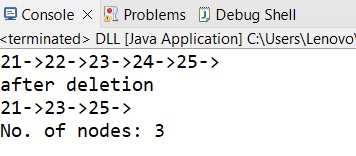 Console Problems Debug Shell
<terminated> DLL [Java Application] C:\Users\Lenovo\
21->22->23->24->25->
after deletion
21->23->25->
No. of nodes: 3